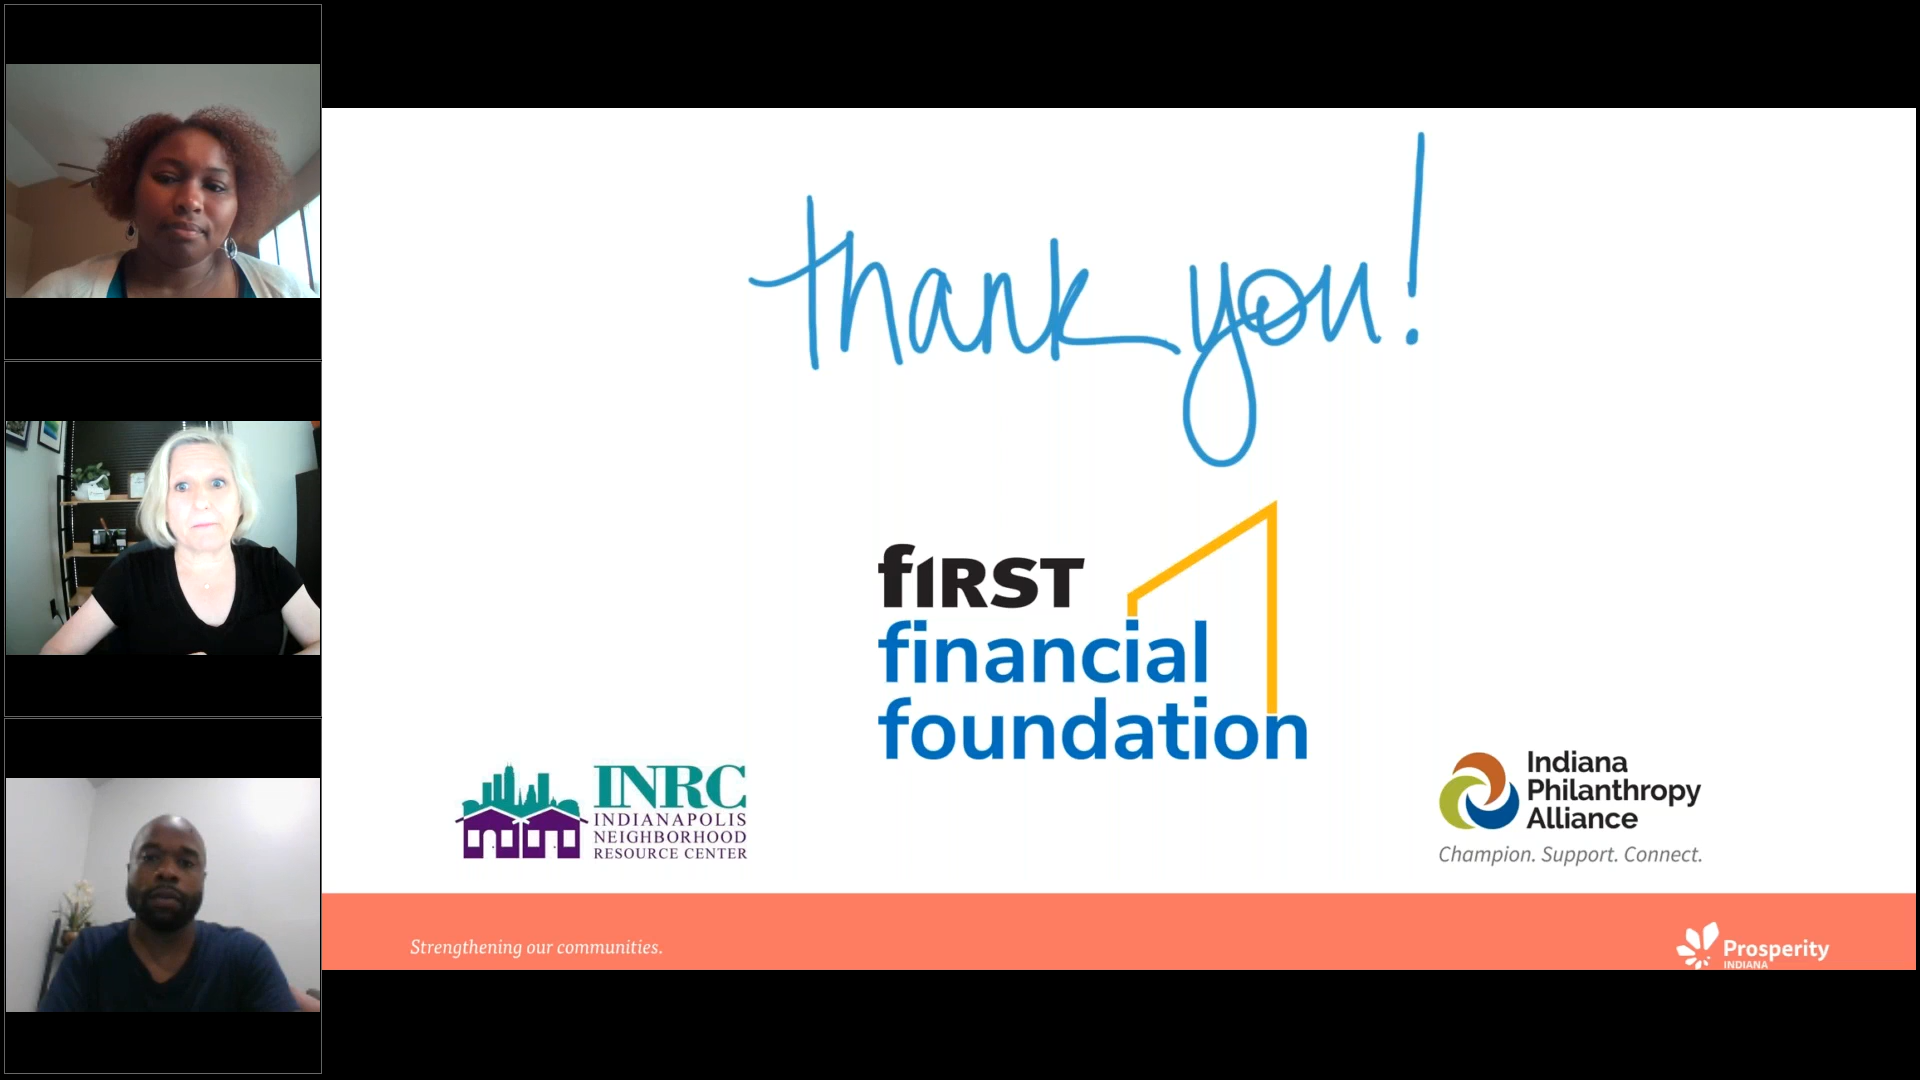 thank you!
fiRST
financial
foundation
INRC
INDIANAPOLIS
NEIGHBORHOOD
RESOURCE CENTER
Indiana
Philanthropy
Alliance
Champion. Support. Connect.
Strengthening our communities.
Prosperity
INDIANA